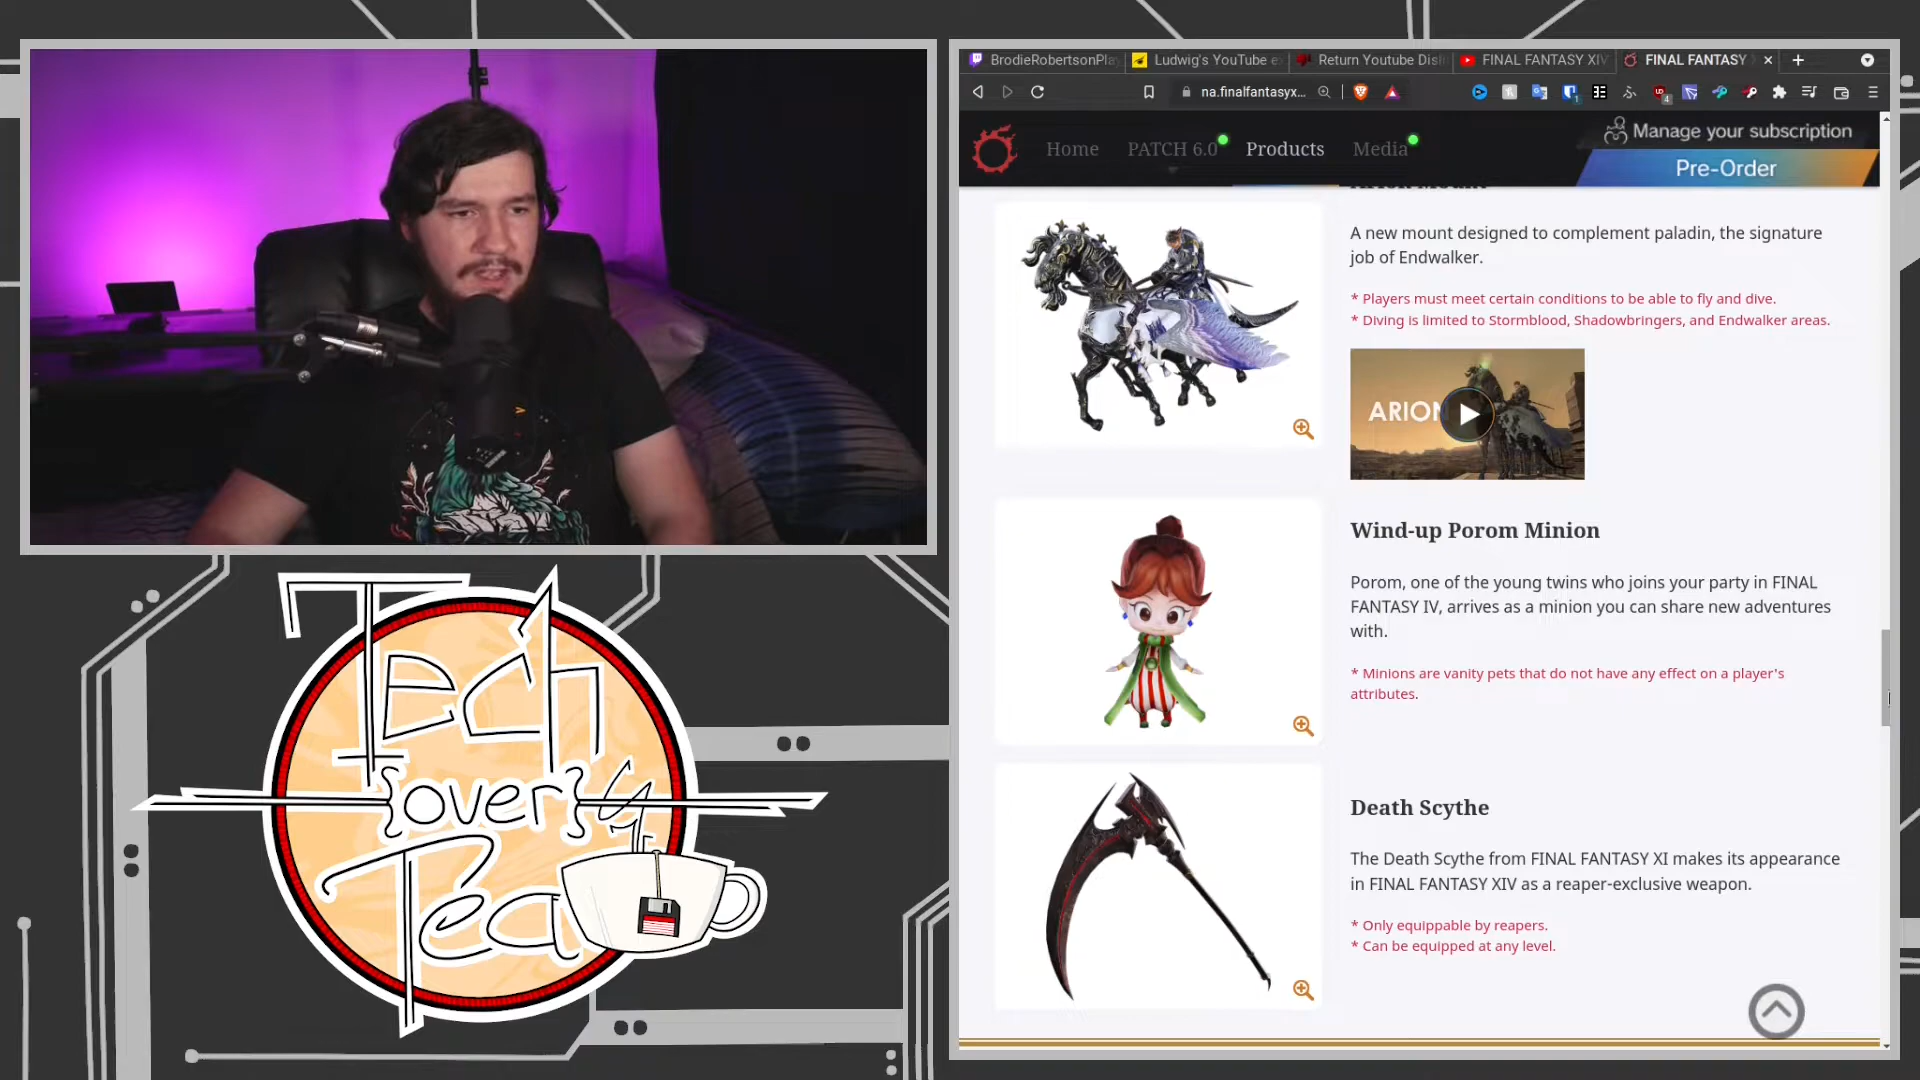 BrodieRobertsonPla
Ludwig's YouTube e
Return Youtube Disli
FINAL FANTASY XIV
FINAL FANTASY X
na.finalfantasyx...
Home
PATCH 6.0
Products
Media
Manage your subscription
Pre-Order
A new mount designed to complement paladin, the signature
job of Endwalker.
* Players must meet certain conditions to be able to fly and dive.
* Diving is limited to Stormblood, Shadowbringers, and Endwalker areas.
ARION
Wind-up Porom Minion
Porom, one of the young twins who joins your party in FINAL
FANTASY IV, arrives as a minion you can share new adventures
with.
* Minions are vanity pets that do not have any effect on a player's
attributes.
Death Scythe
The Death Scythe from FINAL FANTASY XI makes its appearance
in FINAL FANTASY XIV as a reaper-exclusive weapon.
* Only equippable by reapers.
* Can be equipped at any level.
Tech
{over}
Tea